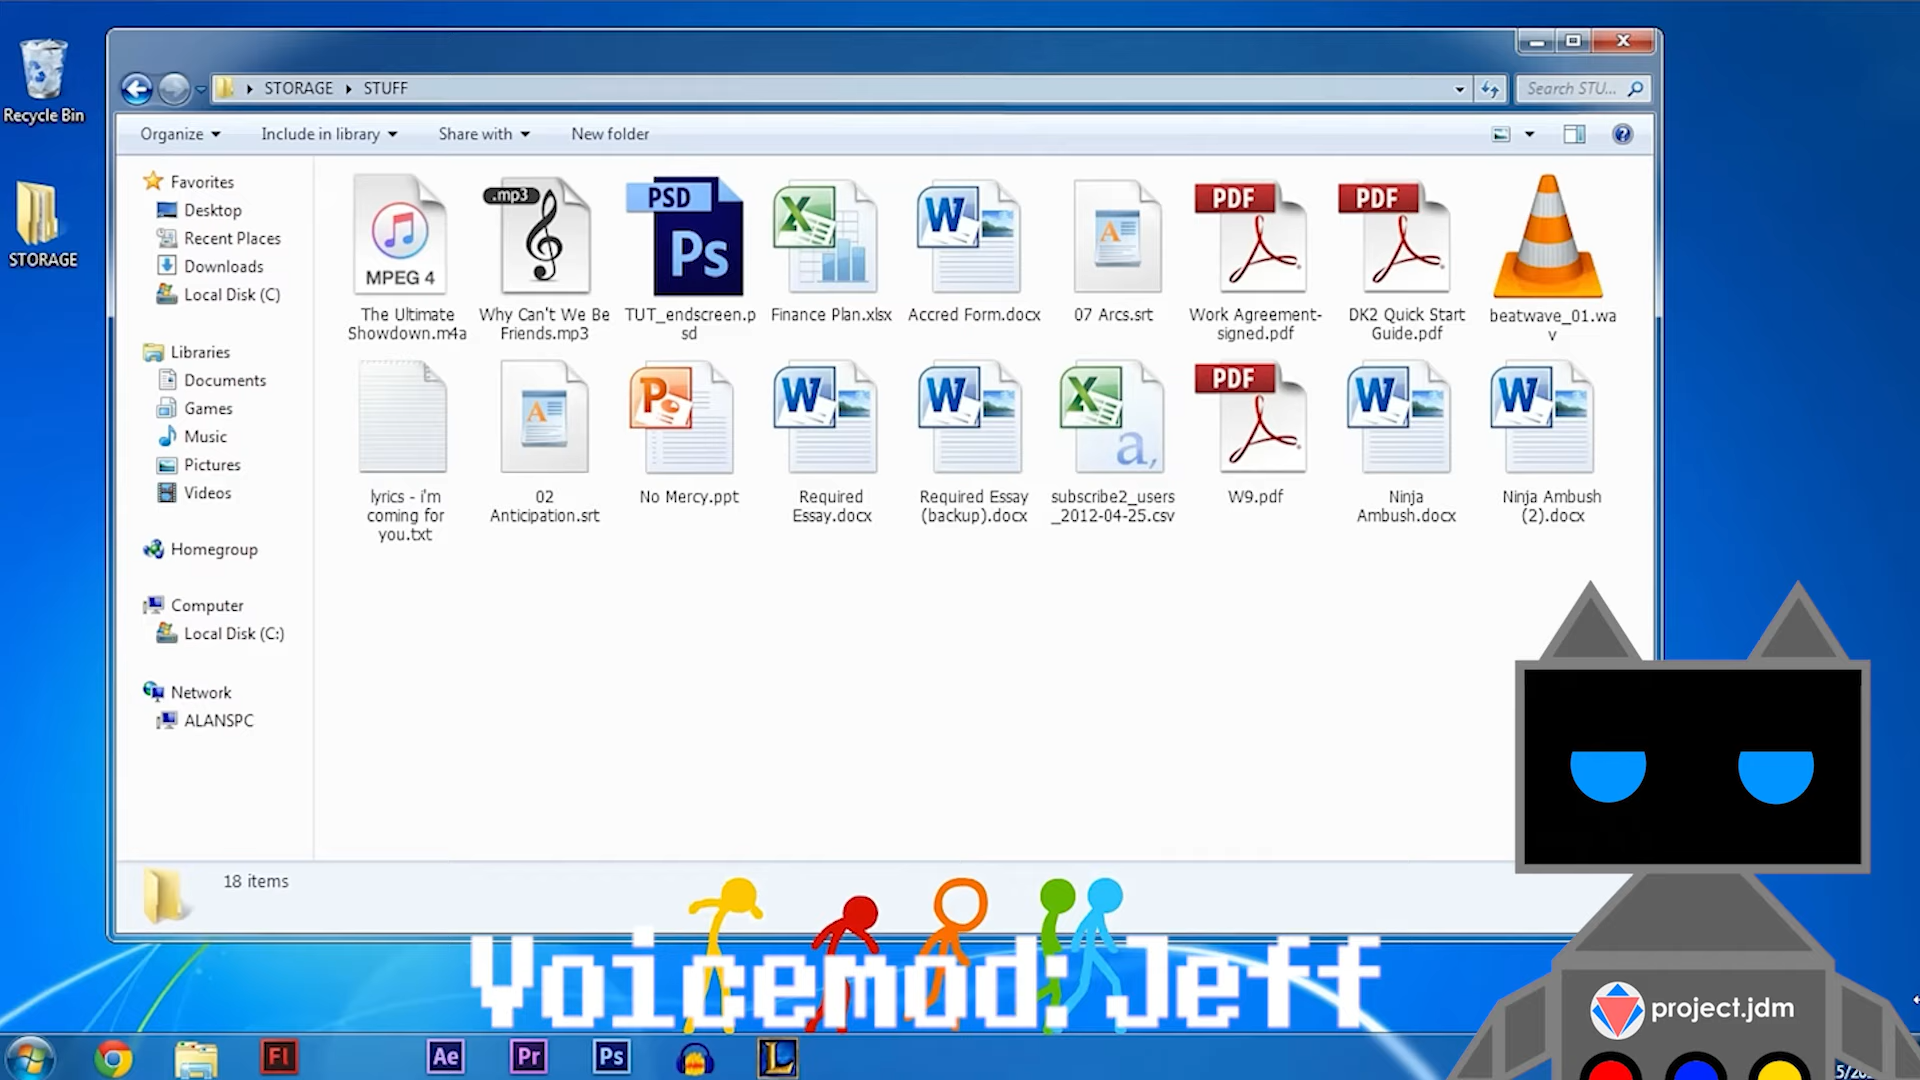 Recycle Bin
STORAGE
STORAGE
STUFF
Search STU...
Organize
Include in library
Share with
New folder
Favorites
Desktop
Recent Places
Downloads
Local Disk (C)
Libraries
Documents
Games
Music
Pictures
Videos
Homegroup
Computer
Local Disk (C:)
Network
ALANSPC
MPEG 4
The Ultimate
Showdown.m4a
.mp3
Why Can't We Be
Friends.mp3
PSD
Ps
TUT_endscreen.p
sd
X
Finance Plan.xlsx
W
Accred Form.docx
A
07 Arcs.srt
PDF
Work Agreement-
signed.pdf
PDF
DK2 Quick Start
Guide.pdf
beatwave_01.wa
v
lyrics - i'm
coming for
you.txt
A
02
Anticipation.srt
P
No Mercy.ppt
W
Required
Essay.docx
W
Required Essay
(backup).docx
X
a,
subscribe2_users
_2012-04-25.csv
PDF
W9.pdf
W
Ninja
Ambush.docx
W
Ninja Ambush
(2).docx
18 items
Voicemod: Jeff
project.jdm
Fl
Ae
Pr
Ps
L